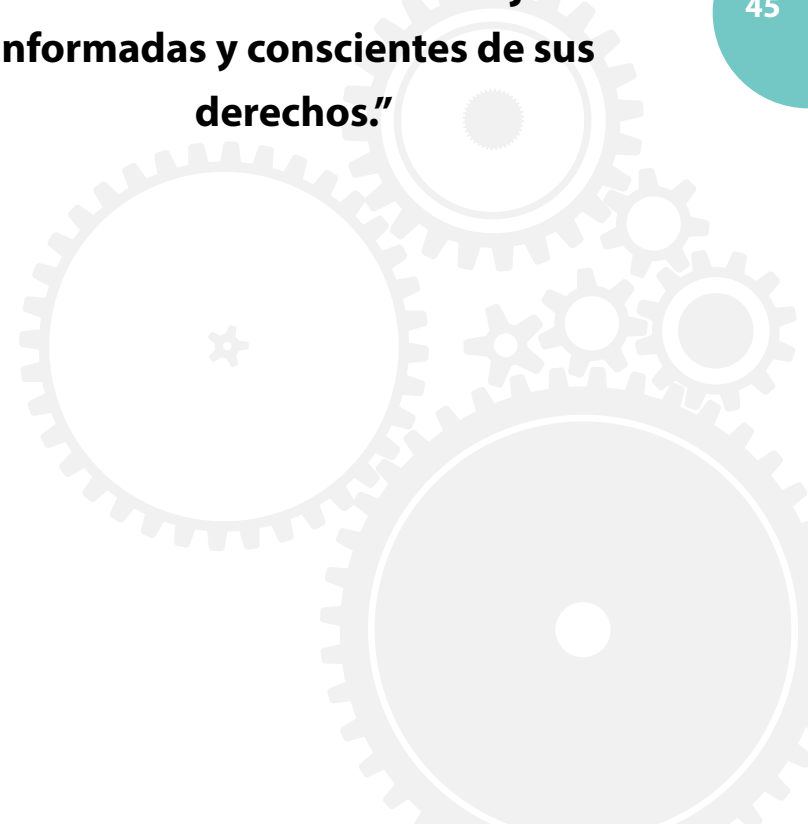 45
nformadas y conscientes de sus
derechos.”